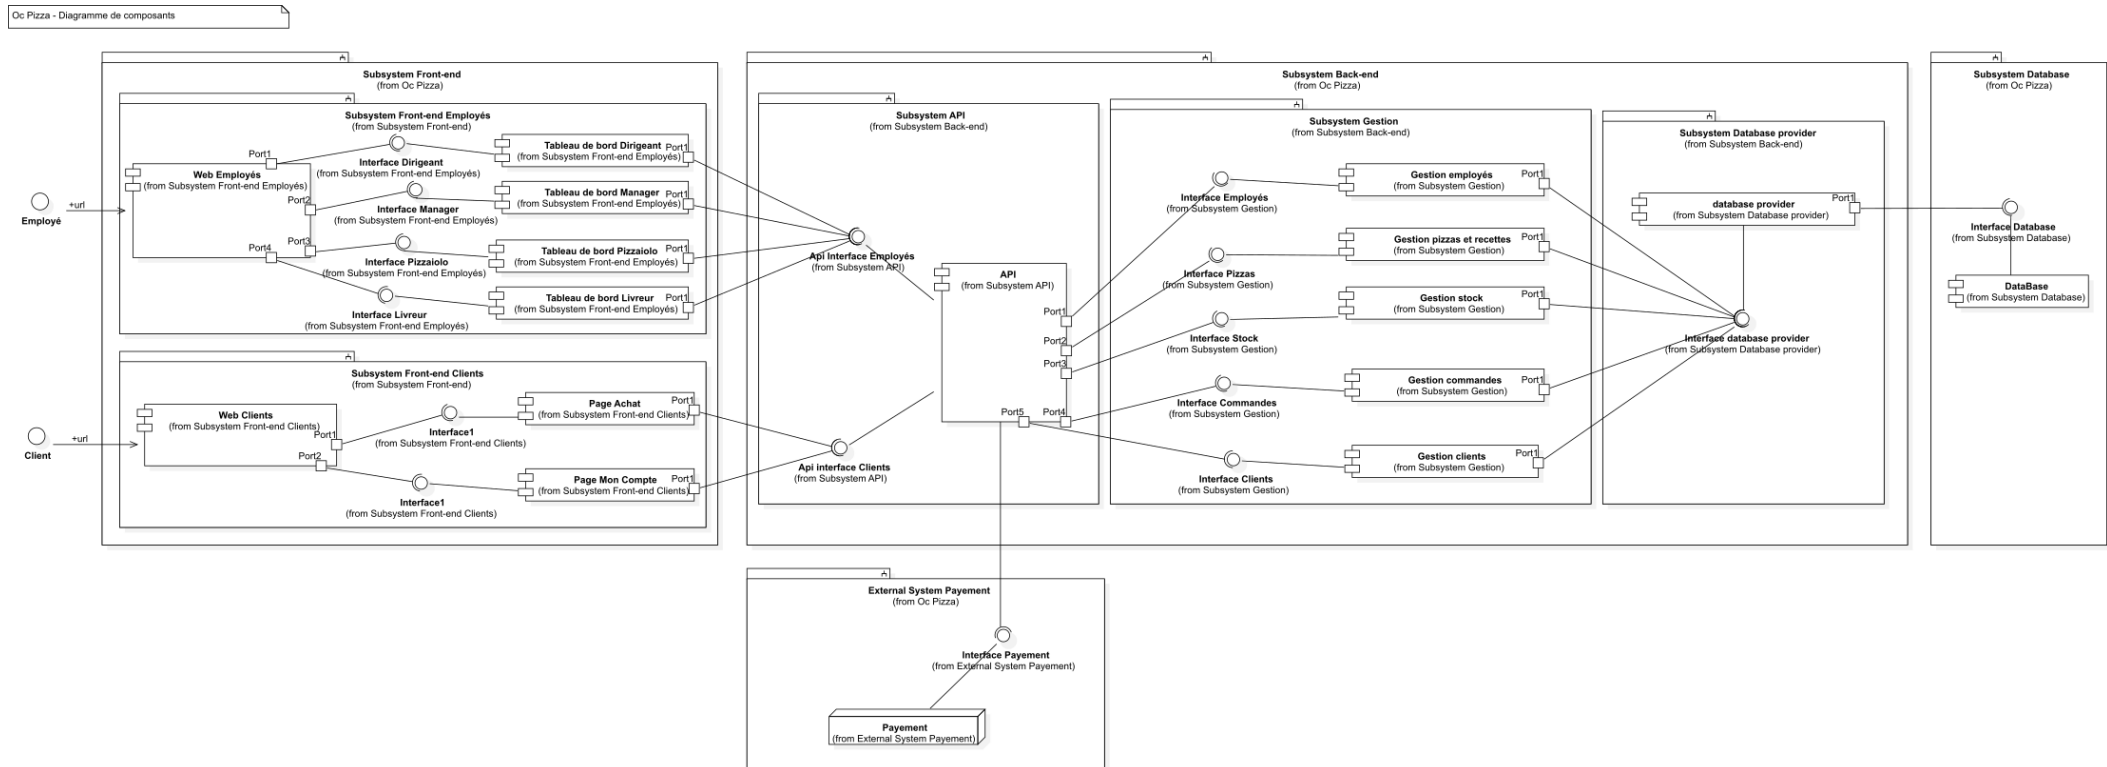 Oc Pizza - Diagramme de composants
Subsystem Front-end
(from Oc Pizza)
Subsystem Front-end Employés
(from Subsystem Front-end)
Port1
Web Employés
(from Subsystem Front-end Employés)
Port2
Port3
Port4
Interface Dirigeant
(from Subsystem Front-end Employés)
Interface Manager
(from Subsystem Front-end Employés)
Interface Pizzaiolo
(from Subsystem Front-end Employés)
Interface Livreur
(from Subsystem Front-end Employés)
Tableau de bord Dirigeant
(from Subsystem Front-end Employés)
Port1
Tableau de bord Manager
(from Subsystem Front-end Employés)
Port1
Tableau de bord Pizzaiolo
(from Subsystem Front-end Employés)
Port1
Tableau de bord Livreur
(from Subsystem Front-end Employés)
Port1
Employé
+url
Subsystem Front-end Clients
(from Subsystem Front-end)
Web Clients
(from Subsystem Front-end Clients)
Port1
Port2
Interface1
(from Subsystem Front-end Clients)
Interface1
(from Subsystem Front-end Clients)
Page Achat
(from Subsystem Front-end Clients)
Port1
Page Mon Compte
(from Subsystem Front-end Clients)
Port1
Client
+url
Subsystem Back-end
(from Oc Pizza)
Subsystem API
(from Subsystem Back-end)
Api Interface Employés
(from Subsystem API)
API
(from Subsystem API)
Port1
Port2
Port3
Port4
Port5
Api interface Clients
(from Subsystem API)
Subsystem Gestion
(from Subsystem Back-end)
Interface Employés
(from Subsystem Gestion)
Interface Pizzas
(from Subsystem Gestion)
Interface Stock
(from Subsystem Gestion)
Interface Commandes
(from Subsystem Gestion)
Interface Clients
(from Subsystem Gestion)
Gestion employés
(from Subsystem Gestion)
Port1
Gestion pizzas et recettes
(from Subsystem Gestion)
Port1
Gestion stock
(from Subsystem Gestion)
Port1
Gestion commandes
(from Subsystem Gestion)
Port1
Gestion clients
(from Subsystem Gestion)
Port1
Subsystem Database provider
(from Subsystem Back-end)
database provider
(from Subsystem Database provider)
Port1
Interface database provider
(from Subsystem Database provider)
Subsystem Database
(from Oc Pizza)
Interface Database
(from Subsystem Database)
DataBase
(from Subsystem Database)
External System Payement
(from Oc Pizza)
Interface Payement
(from External System Payement)
Payement
(from External System Payement)